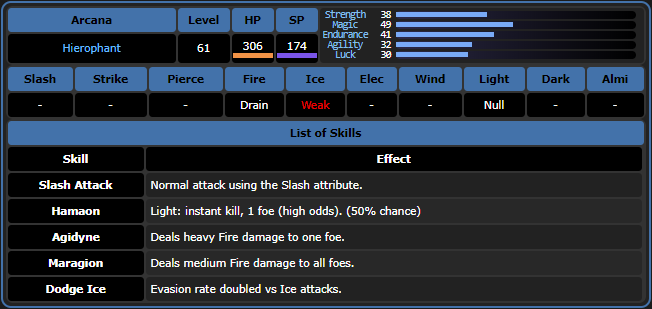 Arcana Level HP SP
Hierophant 61 306 174
Strength 38
Magic 49
Endurance 41
Agility 32
Luck 30
Slash Strike Pierce Fire Ice Elec Wind Light Dark Almi
- - - Drain Weak - - Null - -
List of Skills
Skill Effect
Slash Attack Normal attack using the Slash attribute.
Hamaon Light: instant kill, 1 foe (high odds). (50% chance)
Agidyne Deals heavy Fire damage to one foe.
Maragion Deals medium Fire damage to all foes.
Dodge Ice Evasion rate doubled vs Ice attacks.